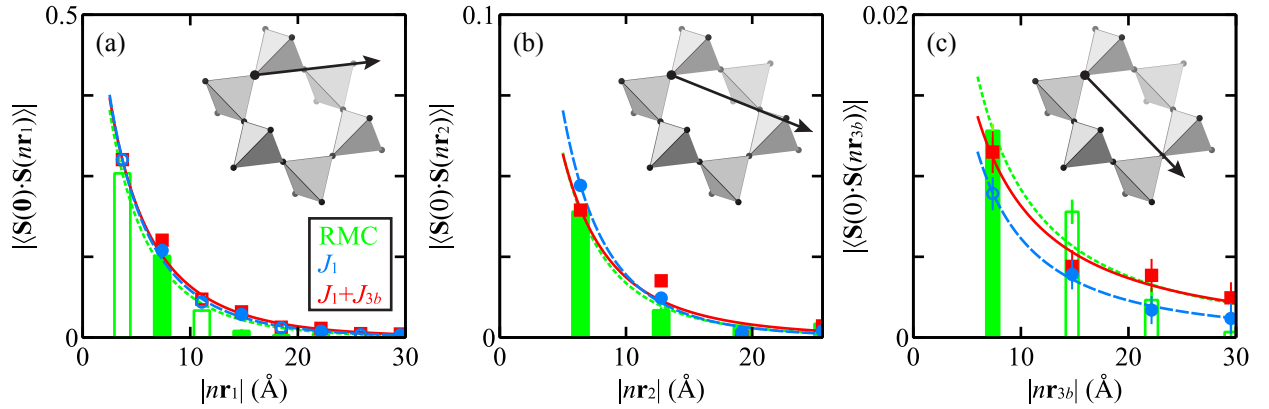 0.5
(a)
|⟨S(0)·S(nr₁)⟩|
0
RMC
J₁
J₁+J₃b
0 10 20 30
|nr₁| (Å)
0.1
(b)
|⟨S(0)·S(nr₂)⟩|
0
0 10 20
|nr₂| (Å)
0.02
(c)
|⟨S(0)·S(nr₃b)⟩|
0
10 20 30
|nr₃b| (Å)